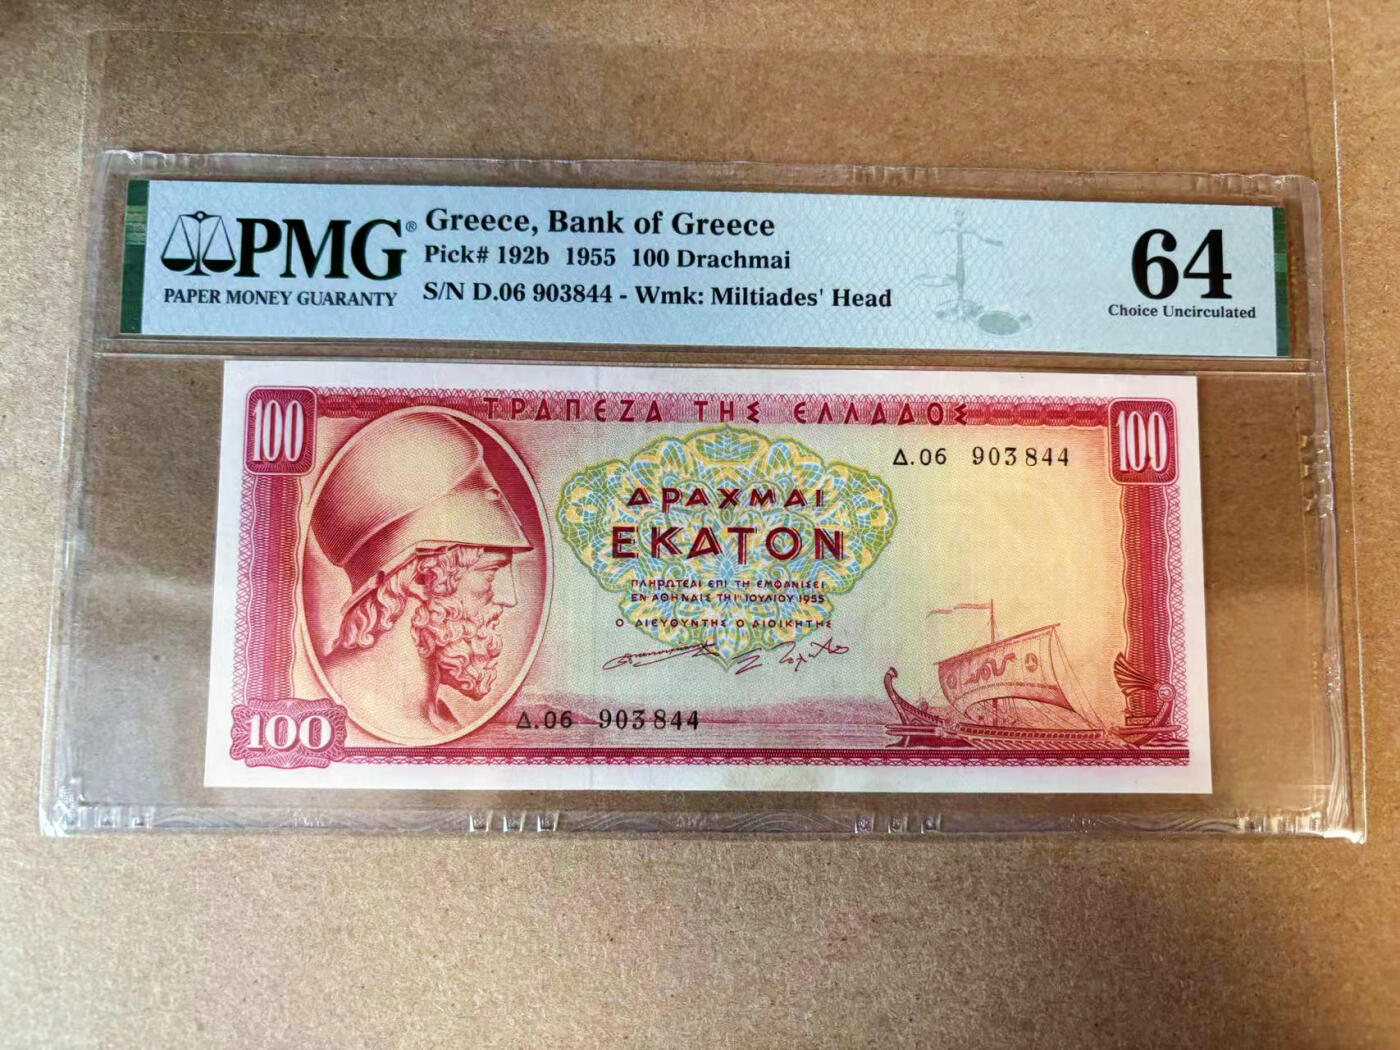 PMG®
PAPER MONEY GUARANTY
Greece, Bank of Greece
Pick# 192b 1955 100 Drachmai
S/N D.06 903844 - Wmk: Miltiades' Head
64
Choice Uncirculated
100
ΤΡΑΠΕΖΑ ΤΗΣ ΕΛΛΑΔΟΣ
100
Δ.06 903844
ΔΡΑΧΜΑΙ
ΕΚΑΤΟΝ
ΠΛΗΡΩΤΕΑΙ ΕΠΙ ΤΗ ΕΜΦΑΝΙΣΕΙ
ΕΝ ΑΘΗΝΑΙΣ ΤΗ 1Η ΙΟΥΛΙΟΥ 1955
Ο ΔΙΕΥΘΥΝΤΗΣ Ο ΔΙΟΙΚΗΤΗΣ
Δ.06 903844
100